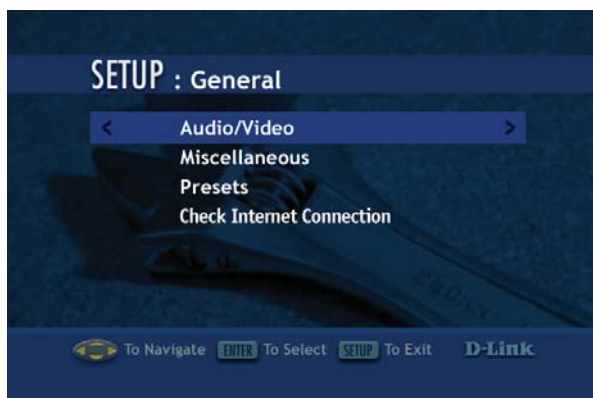 SETUP : General
< Audio/Video >
Miscellaneous
Presets
Check Internet Connection
To Navigate ENTER To Select SETUP To Exit D-Link